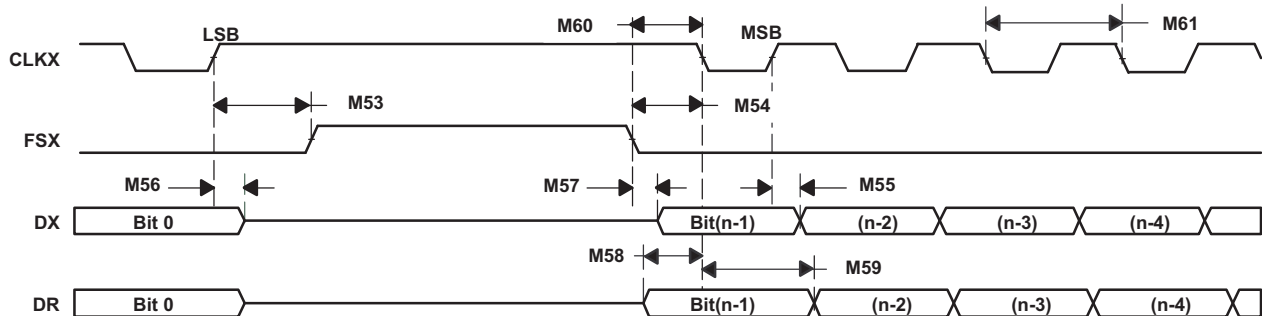 M60
M61
LSB
MSB
CLKX
M53
M54
FSX
M56
M57
M55
DX Bit 0 Bit(n-1) (n-2) (n-3) (n-4)
M58
M59
DR Bit 0 Bit(n-1) (n-2) (n-3) (n-4)